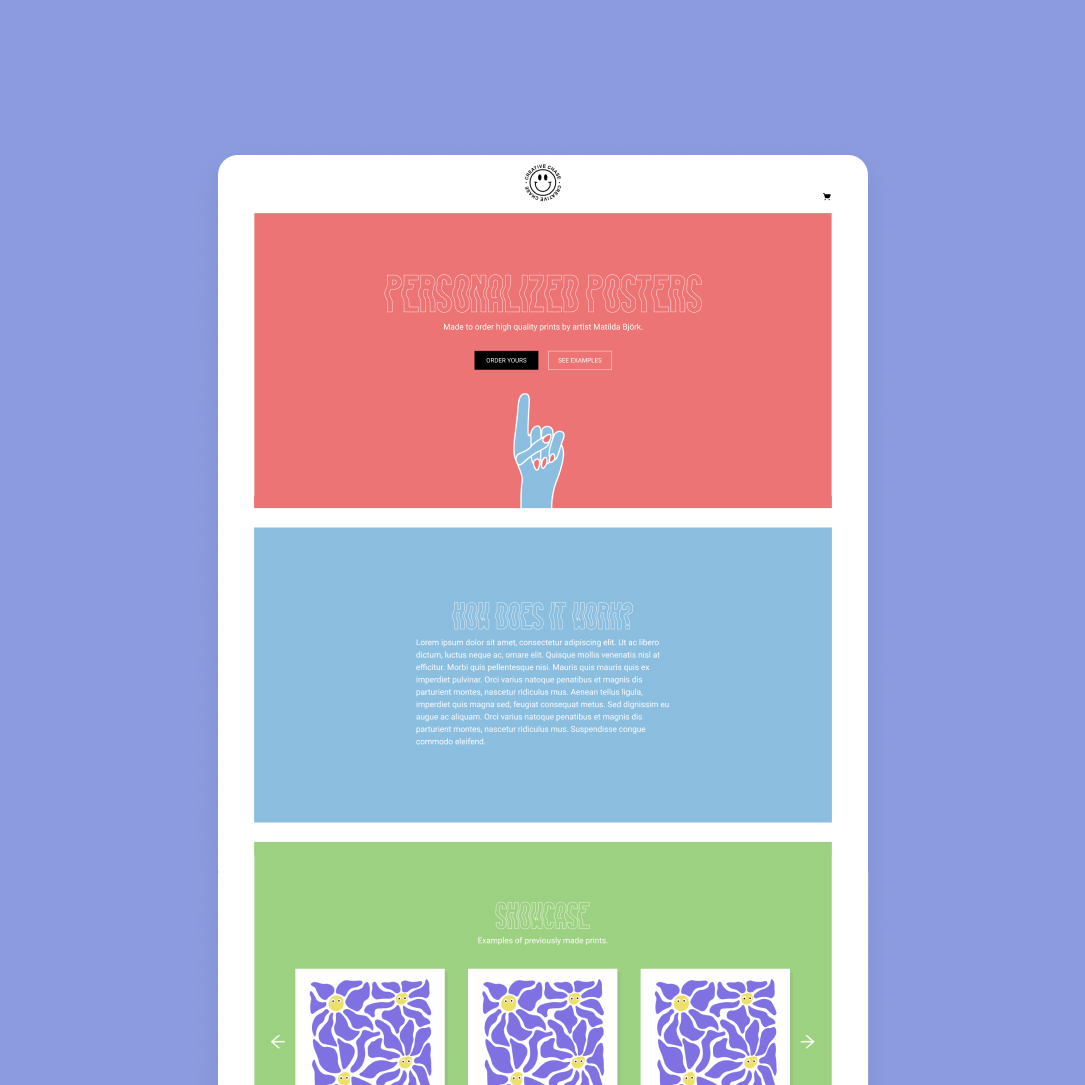 CREATIVE CHASE • CREATIVE CHASE •
PERSONALIZED POSTERS
Made to order high quality prints by artist Matilda Björk.
ORDER YOURS
SEE EXAMPLES
HOW DOES IT WORK?
Lorem ipsum dolor sit amet, consectetur adipiscing elit. Ut ac libero
dictum, luctus neque ac, ornare elit. Quisque mollis venenatis nisl at
efficitur. Morbi quis pellentesque nisi. Mauris quis mauris quis ex
imperdiet pulvinar. Orci varius natoque penatibus et magnis dis
parturient montes, nascetur ridiculus mus. Aenean tellus ligula,
imperdiet quis magna sed, feugiat consequat metus. Sed dignissim eu
augue ac aliquam. Orci varius natoque penatibus et magnis dis
parturient montes, nascetur ridiculus mus. Suspendisse congue
commodo eleifend.
SHOWCASE
Examples of previously made prints.